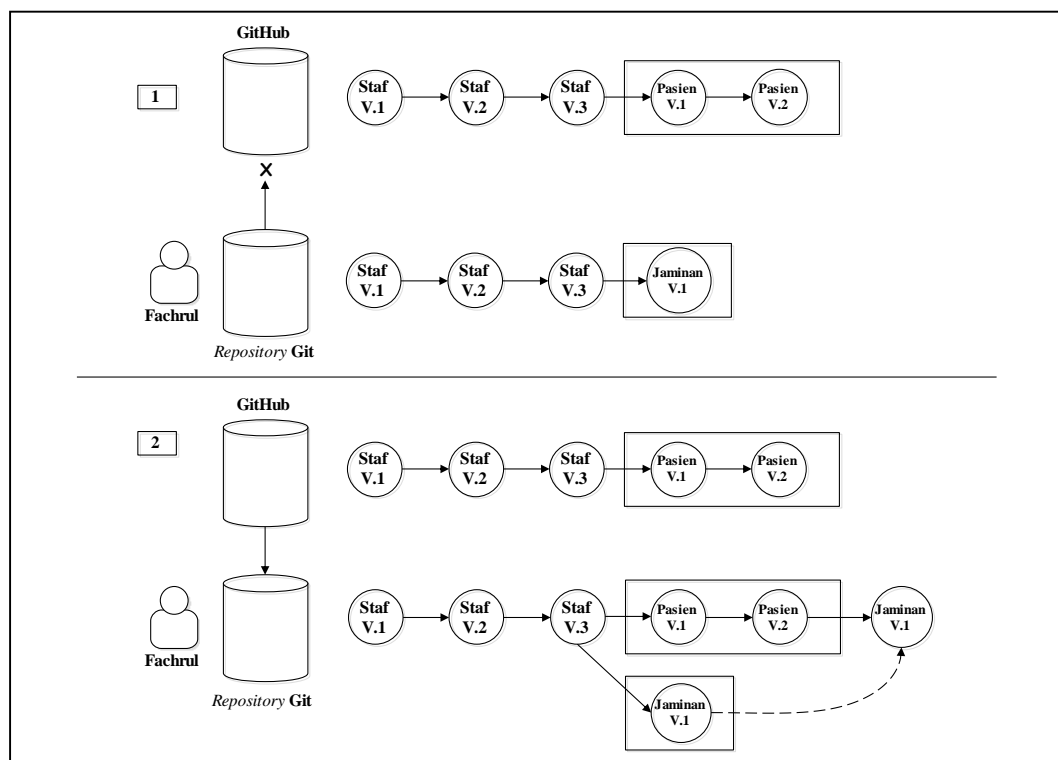 GitHub
1
Staf
V.1
Staf
V.2
Staf
V.3
Pasien
V.1
Pasien
V.2
X
Fachrul
Repository Git
Staf
V.1
Staf
V.2
Staf
V.3
Jaminan
V.1
GitHub
2
Staf
V.1
Staf
V.2
Staf
V.3
Pasien
V.1
Pasien
V.2
Fachrul
Repository Git
Staf
V.1
Staf
V.2
Staf
V.3
Pasien
V.1
Pasien
V.2
Jaminan
V.1
Jaminan
V.1